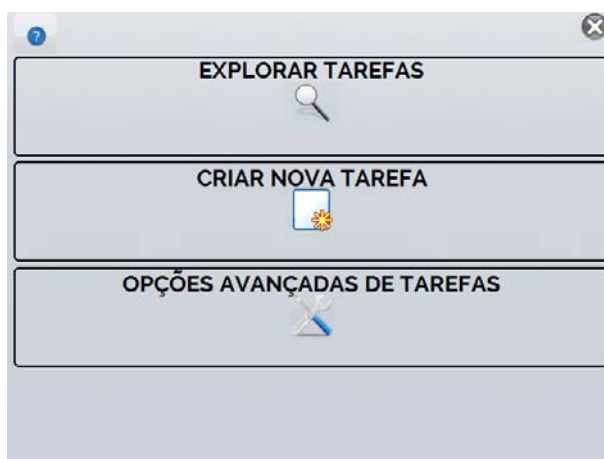 ?
EXPLORAR TAREFAS
CRIAR NOVA TAREFA
OPÇÕES AVANÇADAS DE TAREFAS